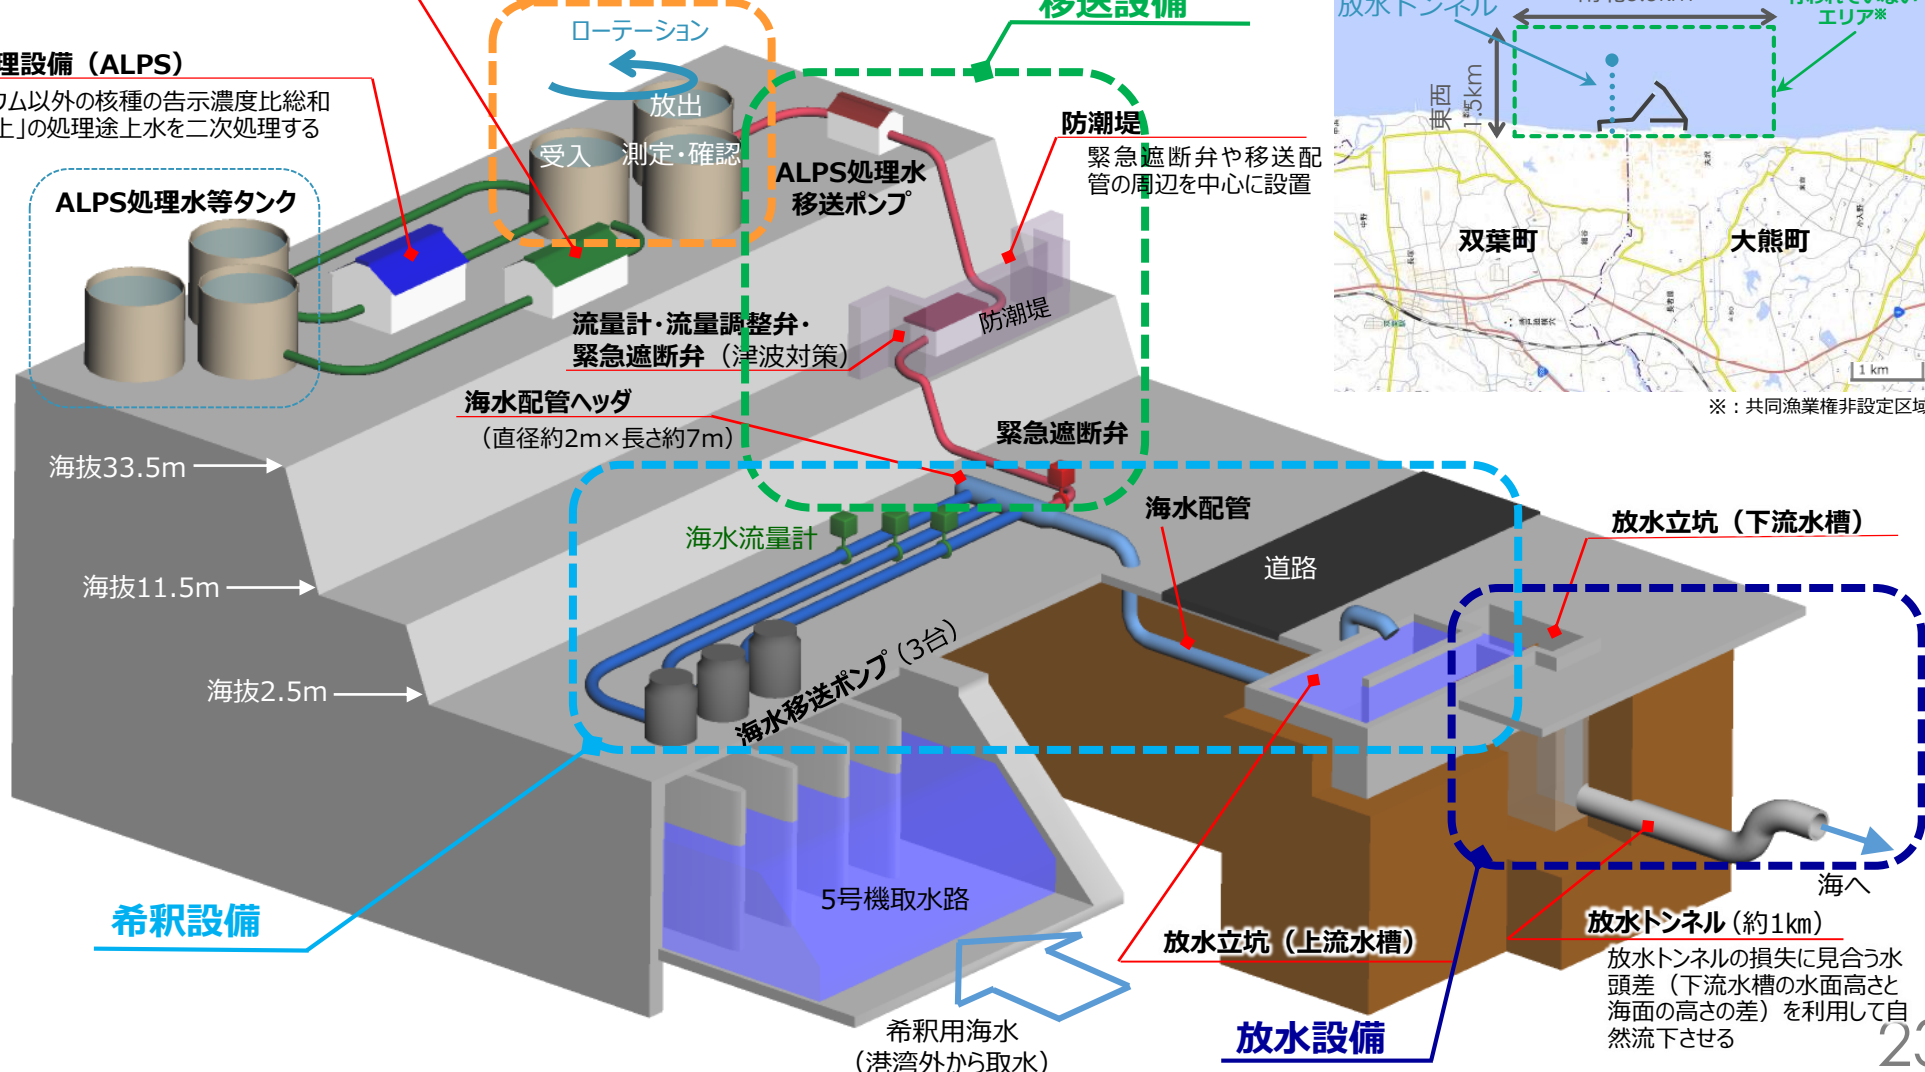 移送設備
ローテーション
理設備（ALPS）
ウム以外の核種の告示濃度比総和
上」の処理途上水を二次処理する
ALPS処理水等タンク
放出
受入
測定・確認
ALPS処理水
移送ポンプ
防潮堤
緊急遮断弁や移送配
管の周辺を中心に設置
防潮堤
流量計・流量調整弁・
緊急遮断弁（津波対策）
海水配管ヘッダ
（直径約2m×長さ約7m）
緊急遮断弁
海抜33.5m
海抜11.5m
海抜2.5m
海水流量計
海水移送ポンプ（3台）
海水配管
道路
放水立坑（下流水槽）
5号機取水路
希釈設備
希釈用海水
（港湾外から取水）
放水立坑（上流水槽）
放水設備
海へ
放水トンネル（約1km）
放水トンネルの損失に見合う水
頭差（下流水槽の水面高さと
海面の高さの差）を利用して自
然流下させる
放水トンネル
エリア※
東西
1.5km
双葉町
大熊町
1 km
※：共同漁業権非設定区域
23